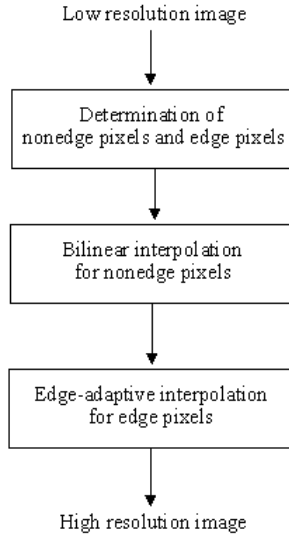 Low resolution image
Determination of
nonedge pixels and edge pixels
Bilinear interpolation
for nonedge pixels
Edge-adaptive interpolation
for edge pixels
High resolution image